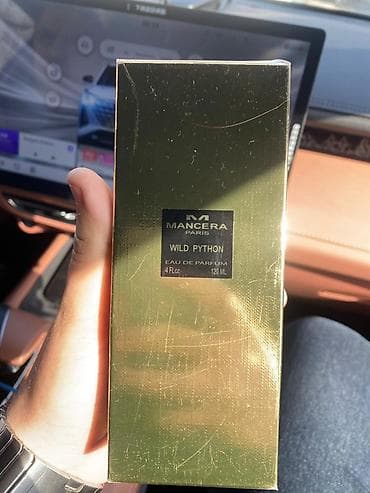 MANCERA
PARIS
WILD PYTHON
EAU DE PARFUM
4 Fl.oz 120 ML